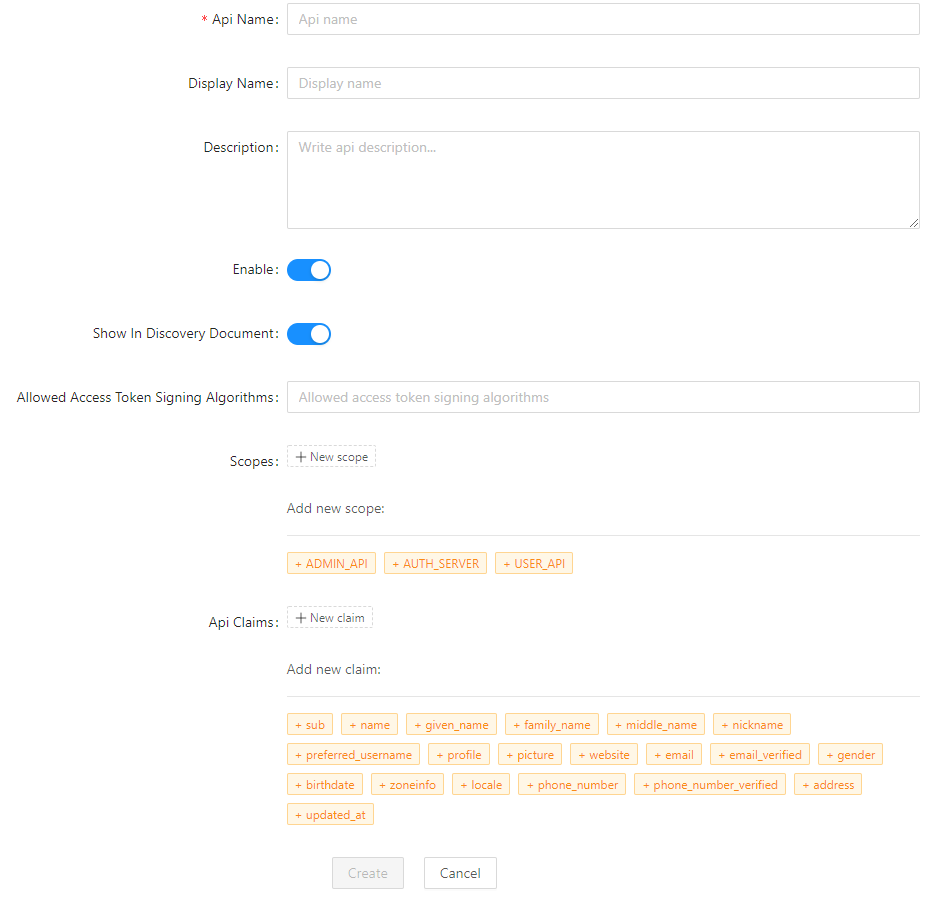 * Api Name: Api name
Display Name: Display name
Description: Write api description...
Enable:
Show In Discovery Document:
Allowed Access Token Signing Algorithms: Allowed access token signing algorithms
Scopes: + New scope
Add new scope:
+ ADMIN_API + AUTH_SERVER + USER_API
Api Claims: + New claim
Add new claim:
+ sub + name + given_name + family_name + middle_name + nickname
+ preferred_username + profile + picture + website + email + email_verified + gender
+ birthdate + zoneinfo + locale + phone_number + phone_number_verified + address
+ updated_at
Create Cancel